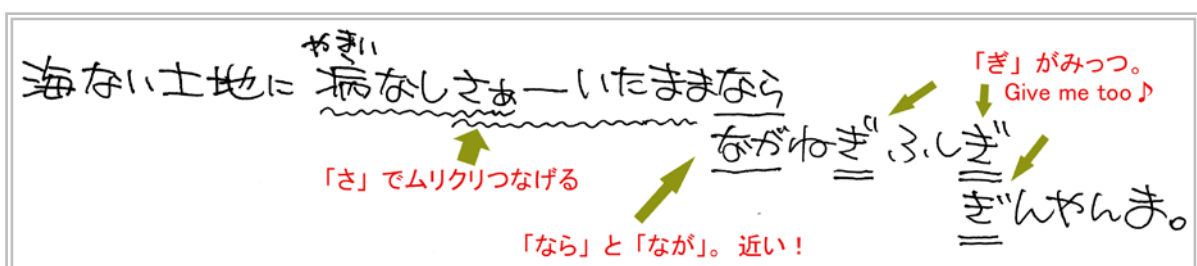 やまい
海ない土地に病なしさぁーいたままなら
「ぎ」がみっつ。
Give me too♪
ながねぎふしぎ
「さ」でムリクリつなげる
ぎんやんま。
「なら」と「なが」。近い！